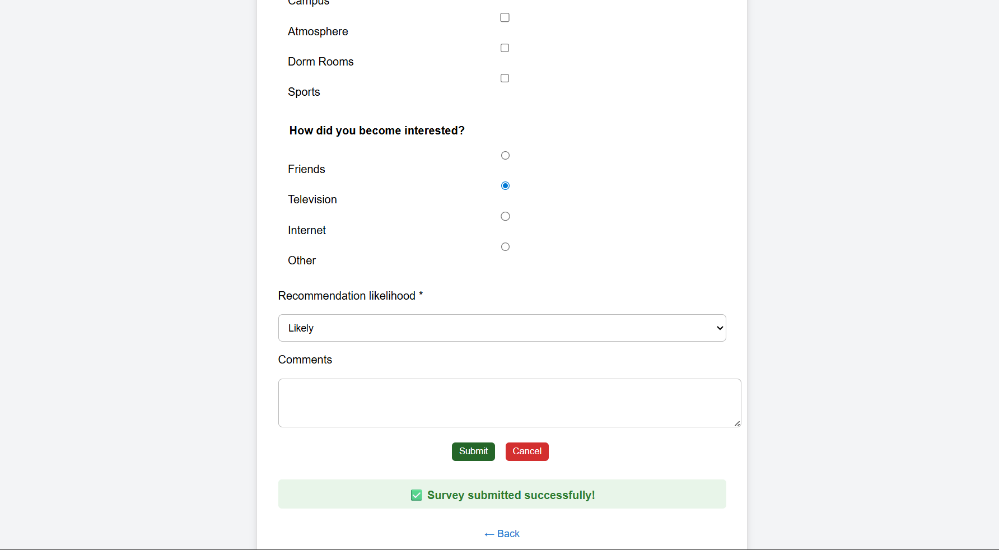 Campus
Atmosphere
Dorm Rooms
Sports
How did you become interested?
Friends
Television
Internet
Other
Recommendation likelihood *
Likely
Comments
Submit Cancel
✅ Survey submitted successfully!
← Back